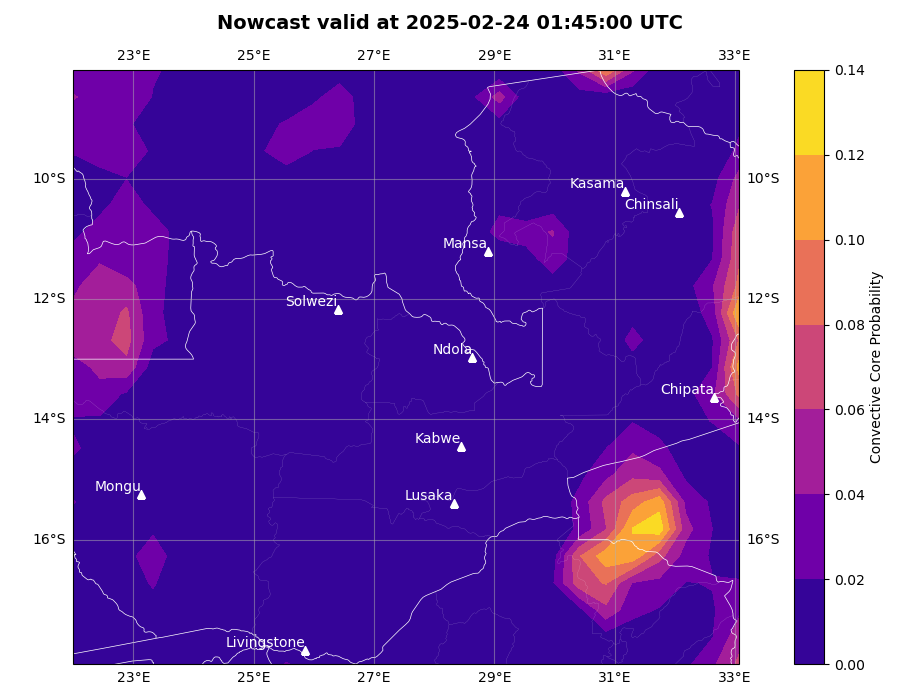 Nowcast valid at 2025-02-24 01:45:00 UTC
23°E 25°E 27°E 29°E 31°E 33°E
0.14
0.12
0.10
0.08
0.06
0.04
0.02
0.00
Convective Core Probability
10°S 10°S
12°S 12°S
14°S 14°S
16°S 16°S
Kasama
Chinsali
Mansa
Solwezi
Ndola
Chipata
Kabwe
Mongu
Lusaka
Livingstone
23°E 25°E 27°E 29°E 31°E 33°E